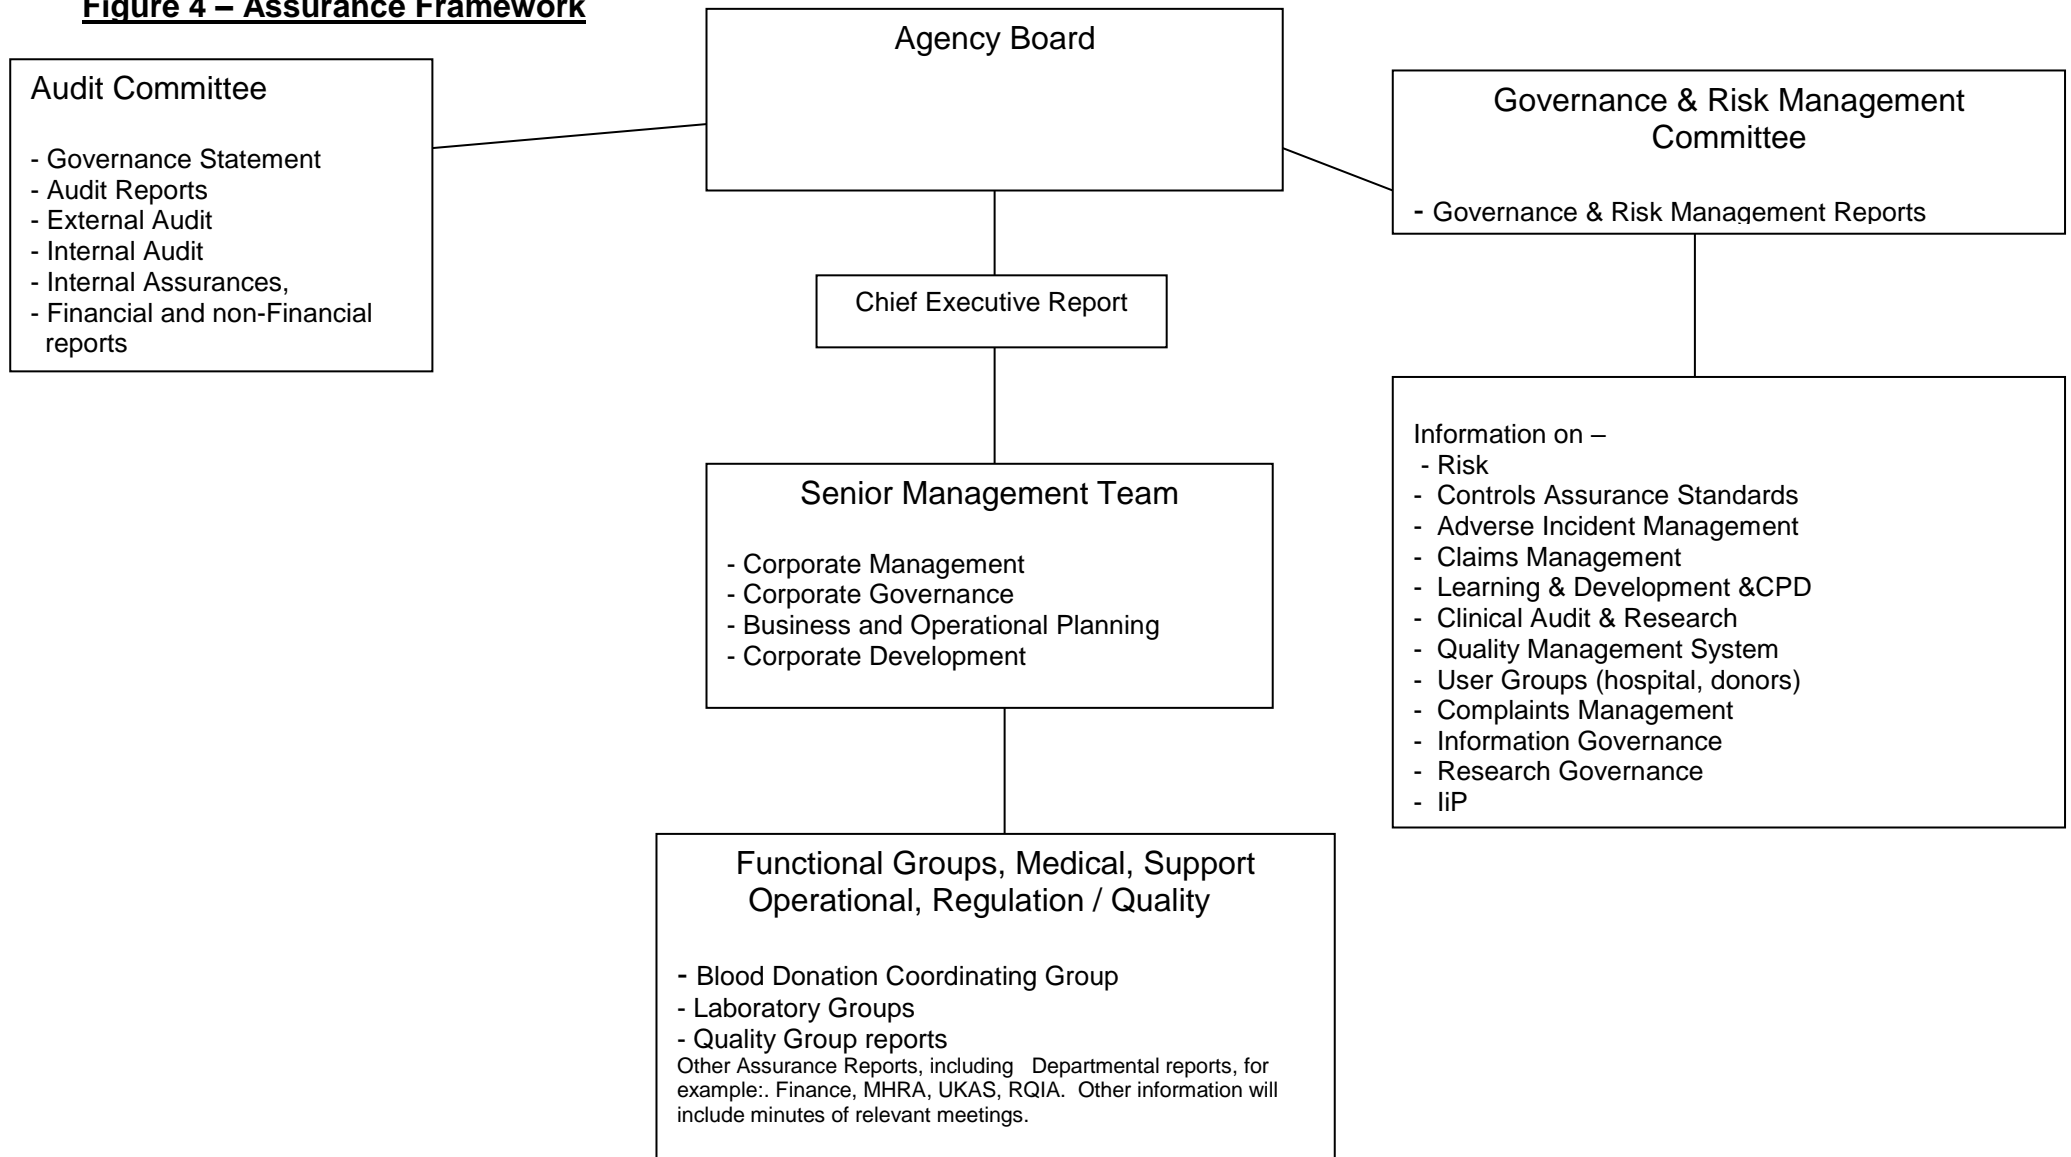 Figure 4 – Assurance Framework
Agency Board
Audit Committee
- Governance Statement
- Audit Reports
- External Audit
- Internal Audit
- Internal Assurances,
- Financial and non-Financial
reports
Governance & Risk Management
Committee
- Governance & Risk Management Reports
Chief Executive Report
Information on –
- Risk
- Controls Assurance Standards
- Adverse Incident Management
- Claims Management
- Learning & Development &CPD
- Clinical Audit & Research
- Quality Management System
- User Groups (hospital, donors)
- Complaints Management
- Information Governance
- Research Governance
- IiP
Senior Management Team
- Corporate Management
- Corporate Governance
- Business and Operational Planning
- Corporate Development
Functional Groups, Medical, Support
Operational, Regulation / Quality
- Blood Donation Coordinating Group
- Laboratory Groups
- Quality Group reports
Other Assurance Reports, including Departmental reports, for
example:. Finance, MHRA, UKAS, RQIA. Other information will
include minutes of relevant meetings.